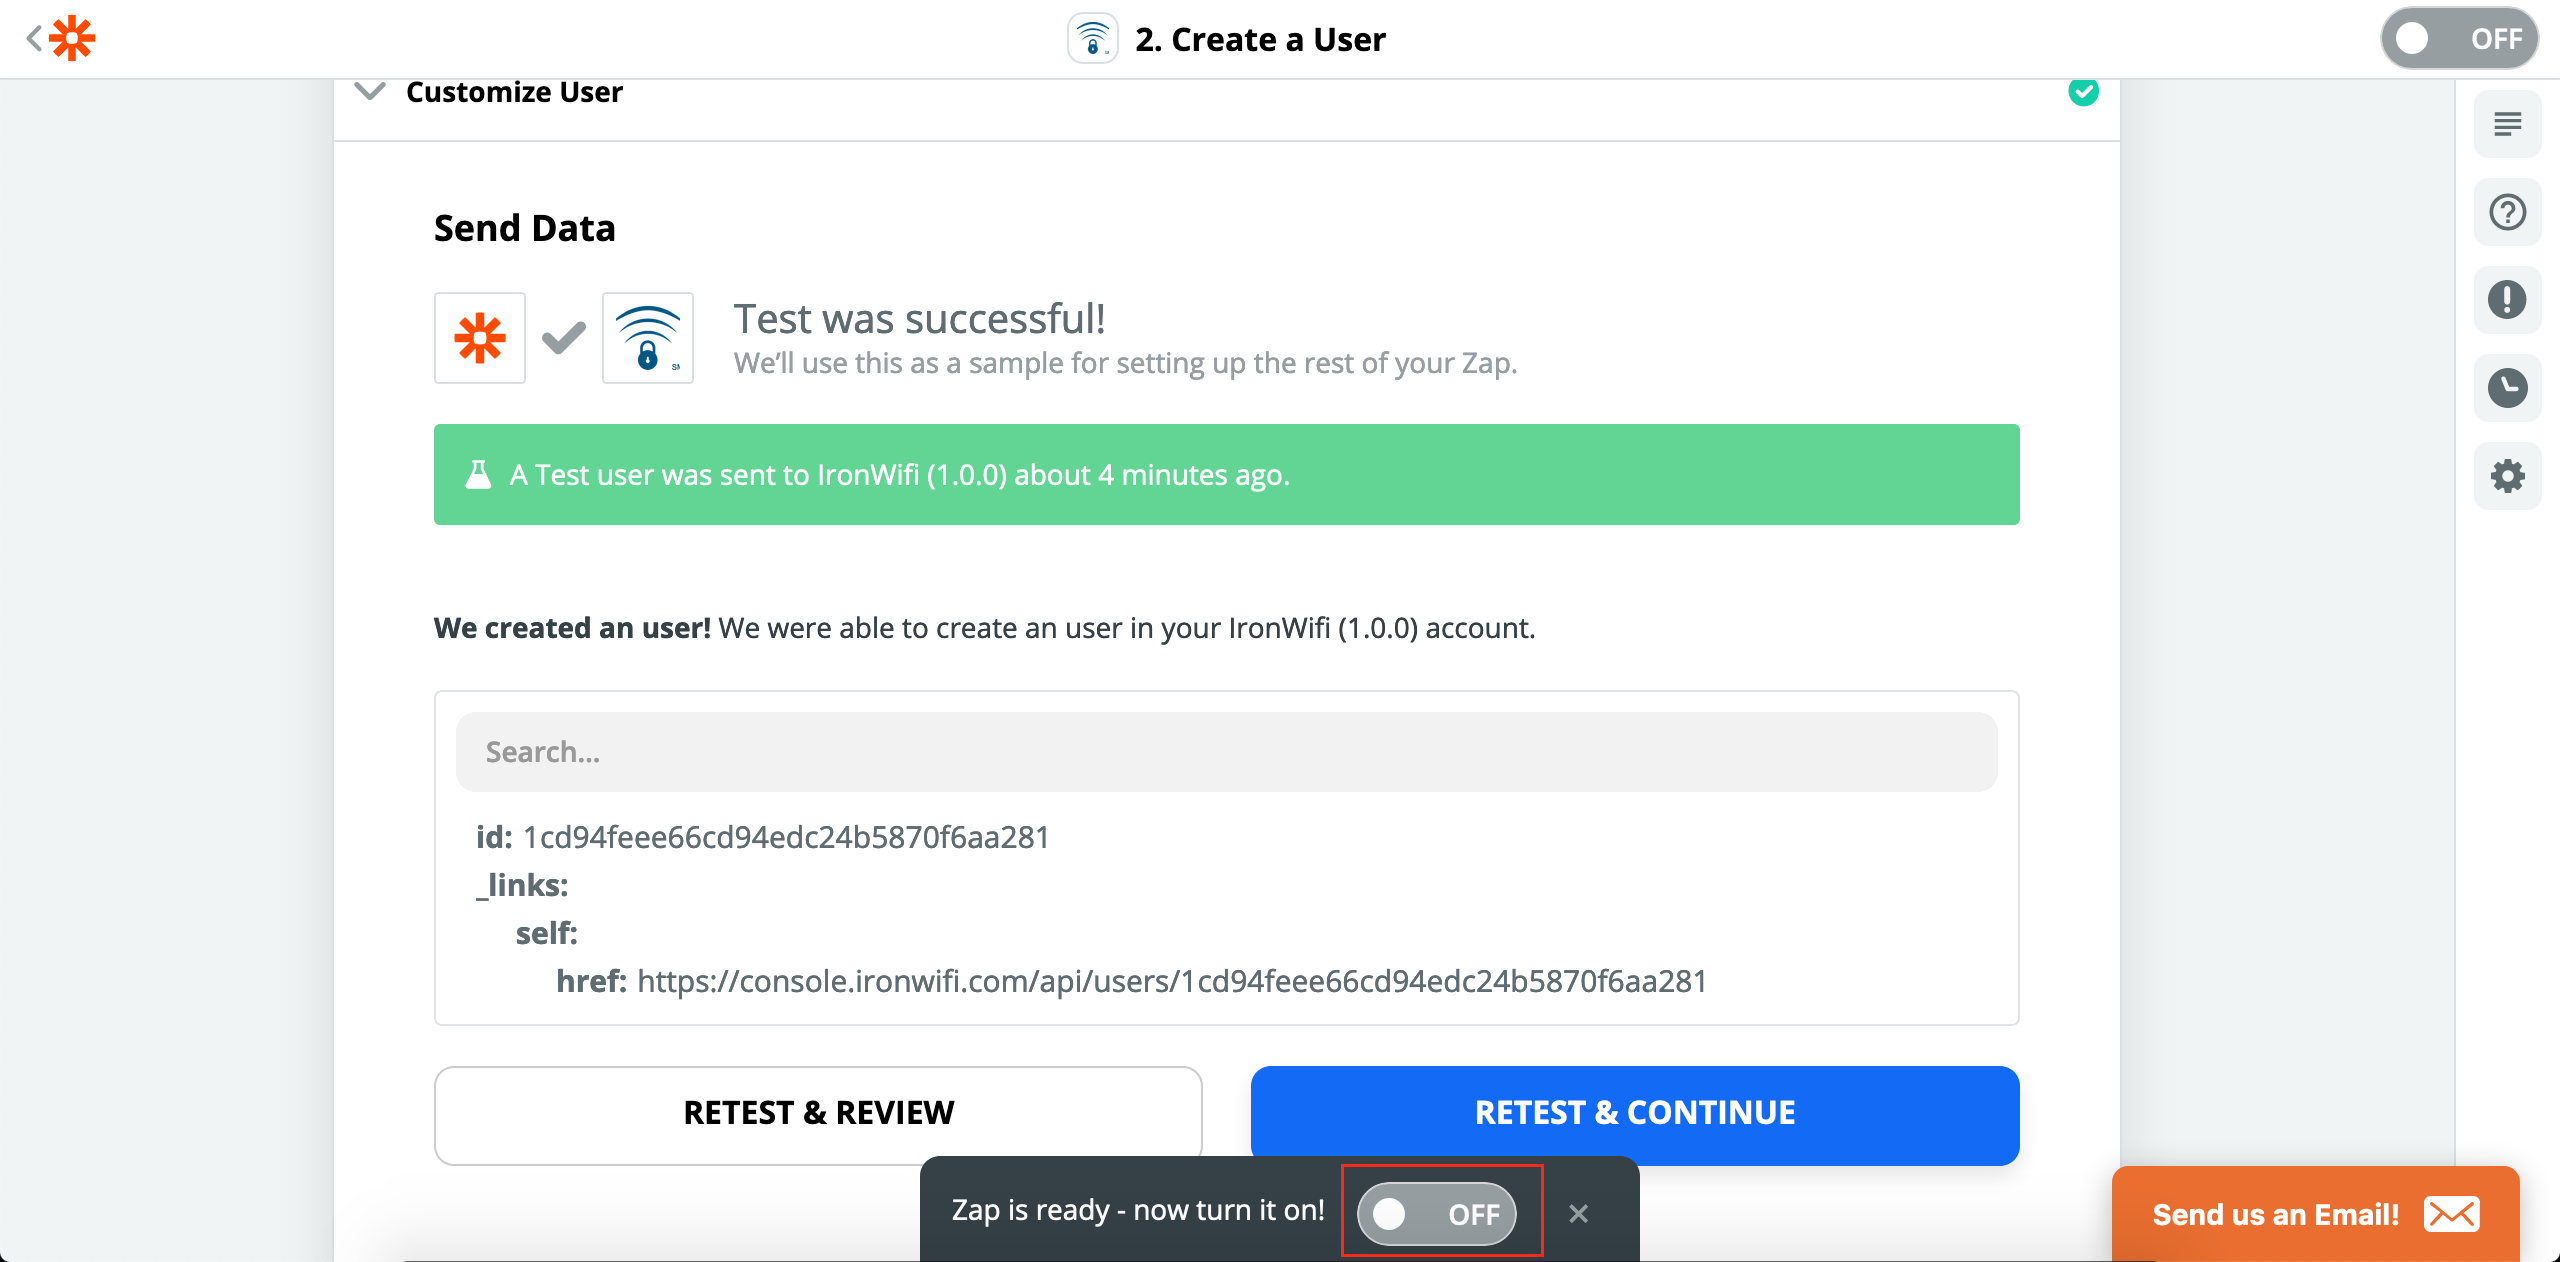 2. Create a User
OFF
Customize User
Send Data
SM
Test was successful!
We'll use this as a sample for setting up the rest of your Zap.
A Test user was sent to IronWifi (1.0.0) about 4 minutes ago.
We created an user! We were able to create an user in your IronWifi (1.0.0) account.
Search...
id: 1cd94feee66cd94edc24b5870f6aa281
_links:
self:
href: https://console.ironwifi.com/api/users/1cd94feee66cd94edc24b5870f6aa281
RETEST & REVIEW
RETEST & CONTINUE
Zap is ready - now turn it on!
OFF
Send us an Email!